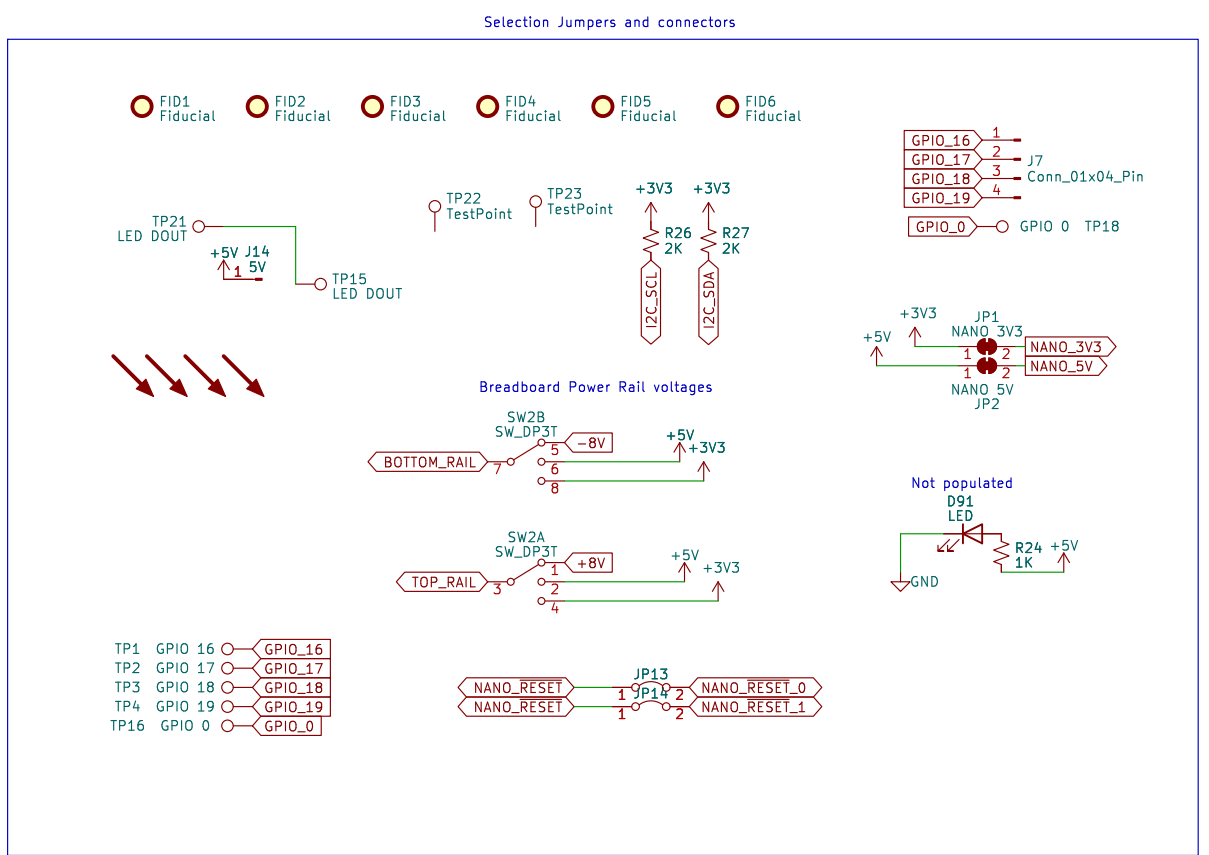 Selection Jumpers and connectors
FID1
Fiducial
FID2
Fiducial
FID3
Fiducial
FID4
Fiducial
FID5
Fiducial
FID6
Fiducial
GPIO_16 1
GPIO_17 2
GPIO_18 3
GPIO_19 4
J7
Conn_01x04_Pin
GPIO_0 GPIO 0 TP18
TP21
LED DOUT
+5V J14
1 5V
TP15
LED DOUT
TP22
TestPoint
TP23
TestPoint
+3V3 +3V3
R26
2K
R27
2K
I2C_SCL
I2C_SDA
+3V3
+5V
JP1
NANO 3V3
1 2 NANO_3V3
1 2 NANO_5V
NANO 5V
JP2
Breadboard Power Rail voltages
SW2B
SW_DP3T
BOTTOM_RAIL 7
5 -8V
6
8
+5V
+3V3
Not populated
D91
LED
R24
1K
+5V
GND
SW2A
SW_DP3T
TOP_RAIL 3
1 +8V
2
4
+5V
+3V3
TP1 GPIO 16 GPIO_16
TP2 GPIO 17 GPIO_17
TP3 GPIO 18 GPIO_18
TP4 GPIO 19 GPIO_19
TP16 GPIO 0 GPIO_0
JP13
NANO_RESET 1 2 NANO_RESET_0
JP14
NANO_RESET 1 2 NANO_RESET_1